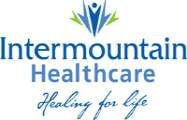 Intermountain
Healthcare
Healing for life